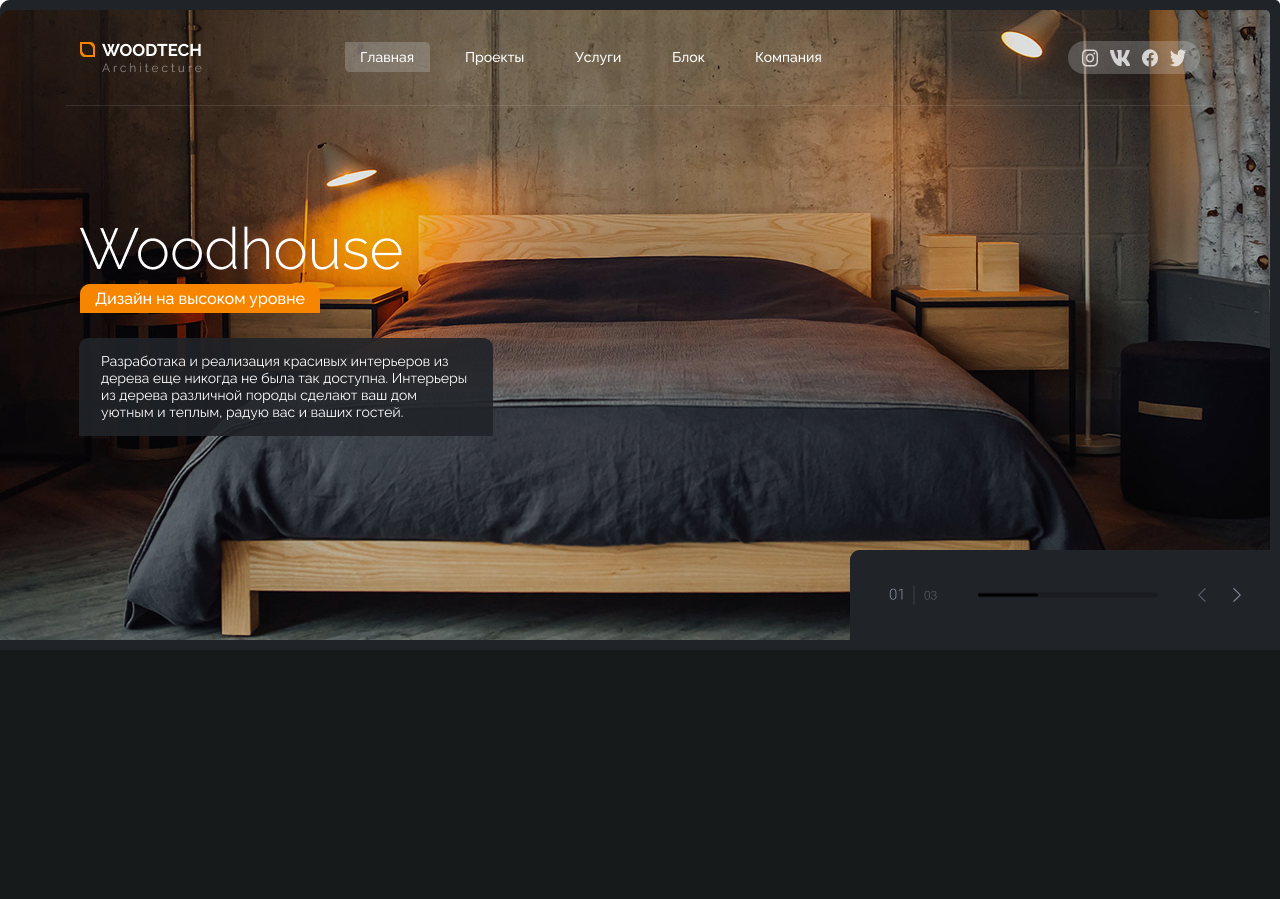 WOODTECH
Architecture
Главная Проекты Услуги Блок Компания
Woodhouse
Дизайн на высоком уровне
Разработака и реализация красивых интерьеров из
дерева еще никогда не была так доступна. Интерьеры
из дерева различной породы сделают ваш дом
уютным и теплым, радую вас и ваших гостей.
01 03